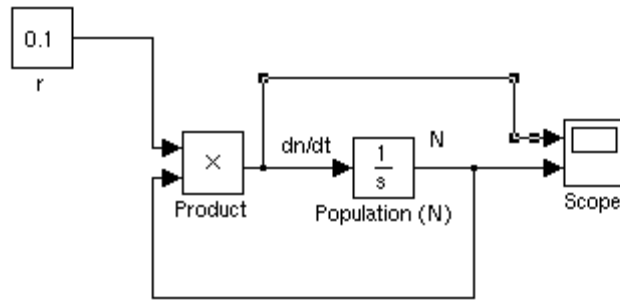 0.1
r
×
Product
dn/dt
1
s
Population (N)
N
Scope